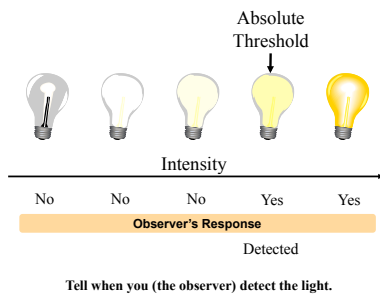 Absolute
Threshold
Intensity
No No No Yes Yes
Observer's Response
Detected
Tell when you (the observer) detect the light.